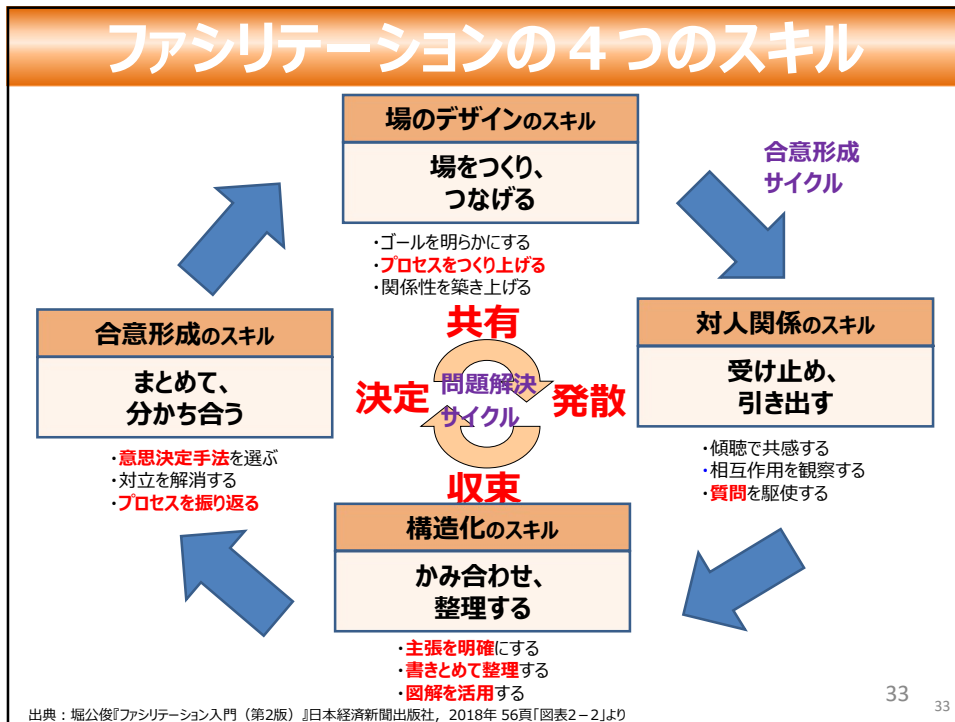 ファシリテーションの４つのスキル
場のデザインのスキル
場をつくり、
つなげる
・ゴールを明らかにする
・プロセスをつくり上げる
・関係性を築き上げる
合意形成
サイクル
対人関係のスキル
受け止め、
引き出す
・傾聴で共感する
・相互作用を観察する
・質問を駆使する
合意形成のスキル
まとめて、
分かち合う
・意思決定手法を選ぶ
・対立を解消する
・プロセスを振り返る
共有
決定
問題解決
サイクル
発散
収束
構造化のスキル
かみ合わせ、
整理する
・主張を明確にする
・書きとめて整理する
・図解を活用する
出典：堀公俊『ファシリテーション入門（第2版）』日本経済新聞出版社，2018年 56頁「図表2－2」より
33
33